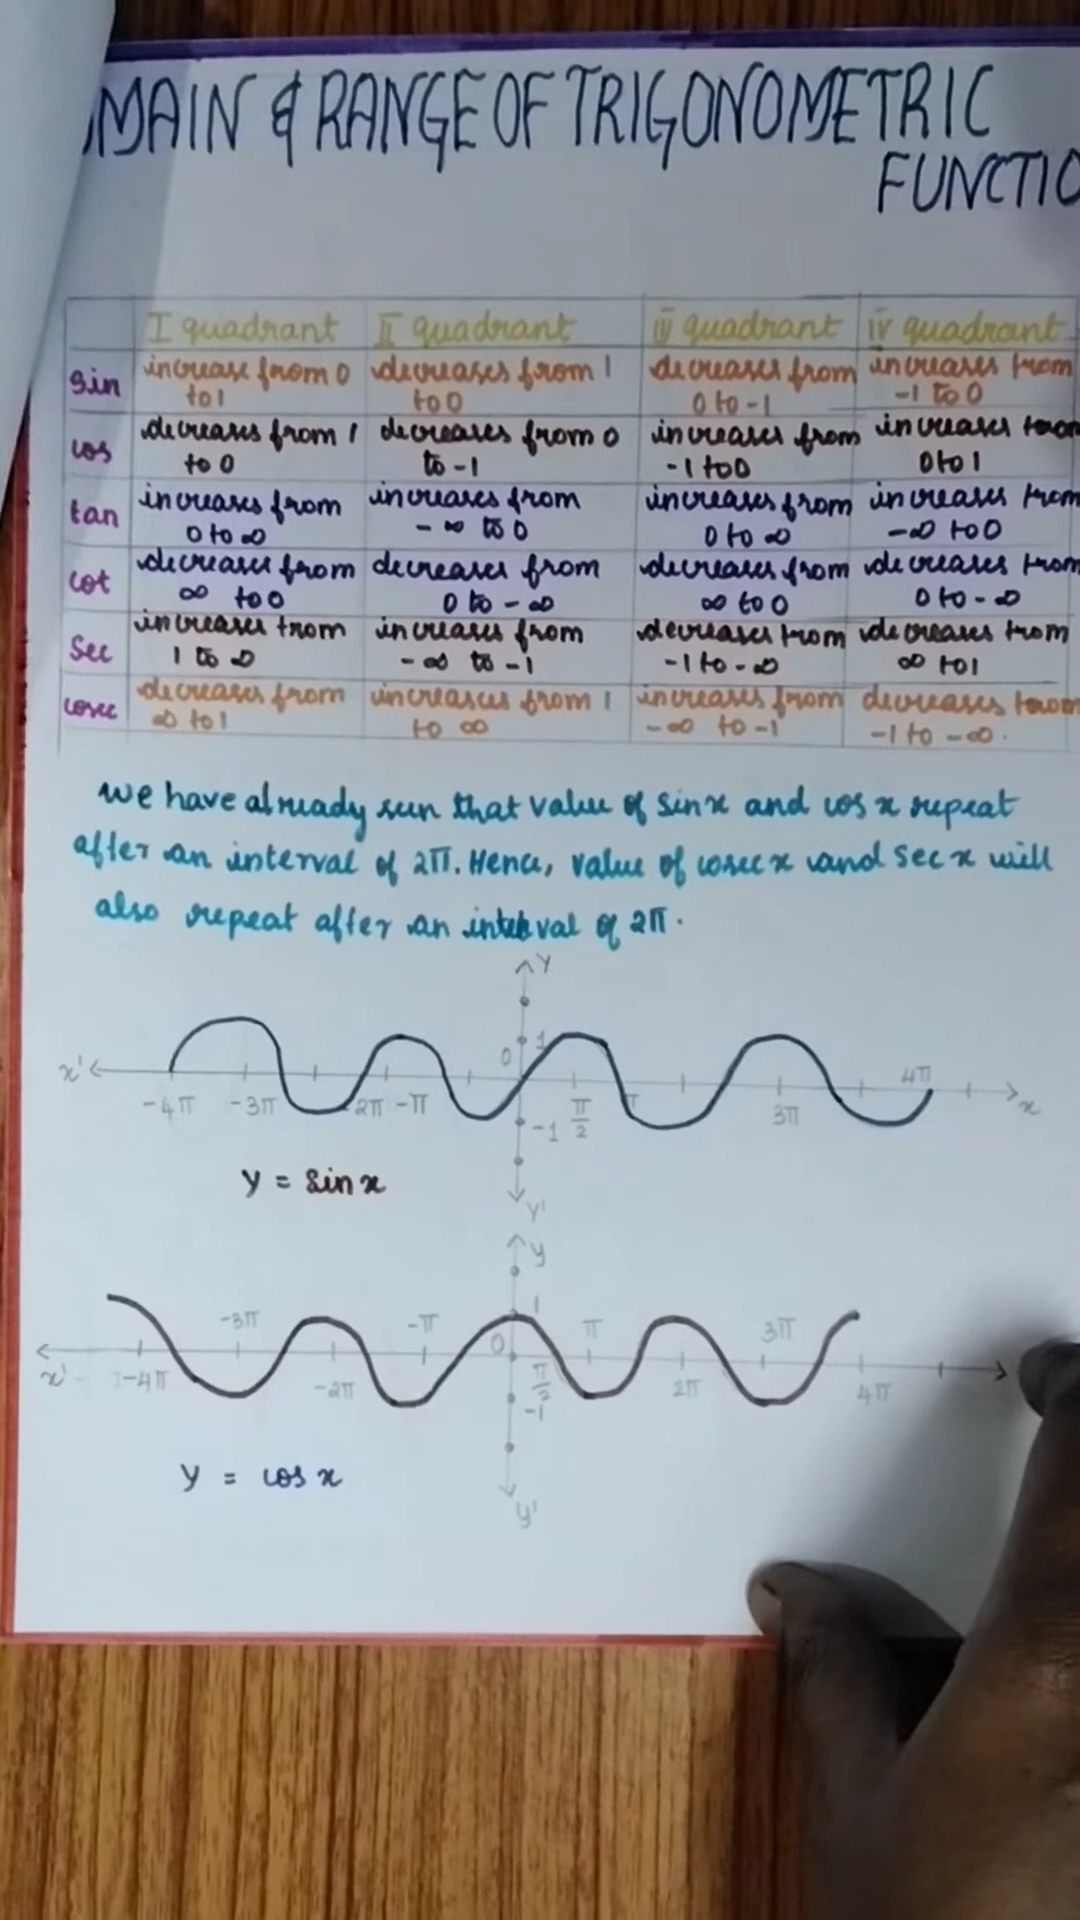 OMAIN & RANGE OF TRIGONOMETRIC
FUNCTIO
I quadrant II quadrant iii quadrant iv quadrant
sin increase from 0 to 1 decreases from 1 to 0 decreases from 0 to -1 increases from -1 to 0
cos decreases from 1 to 0 decreases from 0 to -1 increases from -1 to 0 increases from 0 to 1
tan increases from 0 to ∞ increases from -∞ to 0 increases from 0 to ∞ increases from -∞ to 0
cot decreases from ∞ to 0 decreases from 0 to -∞ decreases from ∞ to 0 decreases from 0 to -∞
Sec increases from 1 to ∞ increases from -∞ to -1 decreases from -1 to -∞ decreases from ∞ to 1
cosec decreases from ∞ to 1 increases from 1 to ∞ increases from -∞ to -1 decreases from -1 to -∞.
we have already seen that value of sin x and cos x repeat
after an interval of 2π. Hence, value of cosec x and sec x will
also repeat after an interval of 2π.
Y
1
0
x'
4π
-4π -3π 2π -π π/2 π 3π
x
-1
y = sin x
Y'
y
1
-3π -π π 3π
0
x' -4π -2π π/2 2π 4π
-1
y = cos x
y'